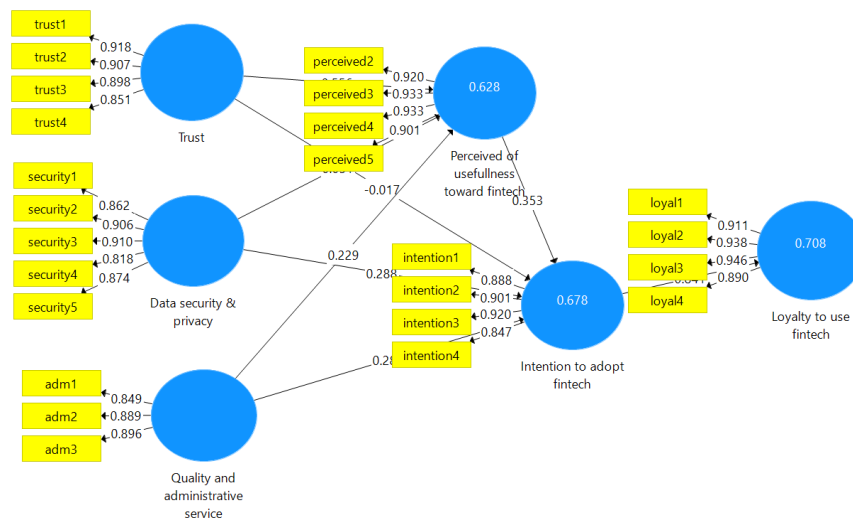 trust1
trust2
trust3
trust4
0.918
0.907
0.898
0.851
Trust
perceived2
perceived3
perceived4
perceived5
0.920
0.933
0.933
0.901
0.628
Perceived of
usefullness
toward fintech
security1
security2
security3
security4
security5
0.862
0.906
0.910
0.818
0.874
Data security &
privacy
-0.017
0.353
0.229
0.288
intention1
intention2
intention3
intention4
0.888
0.901
0.920
0.847
0.678
Intention to adopt
fintech
loyal1
loyal2
loyal3
loyal4
0.911
0.938
0.946
0.890
0.708
Loyalty to use
fintech
adm1
adm2
adm3
0.849
0.889
0.896
Quality and
administrative
service